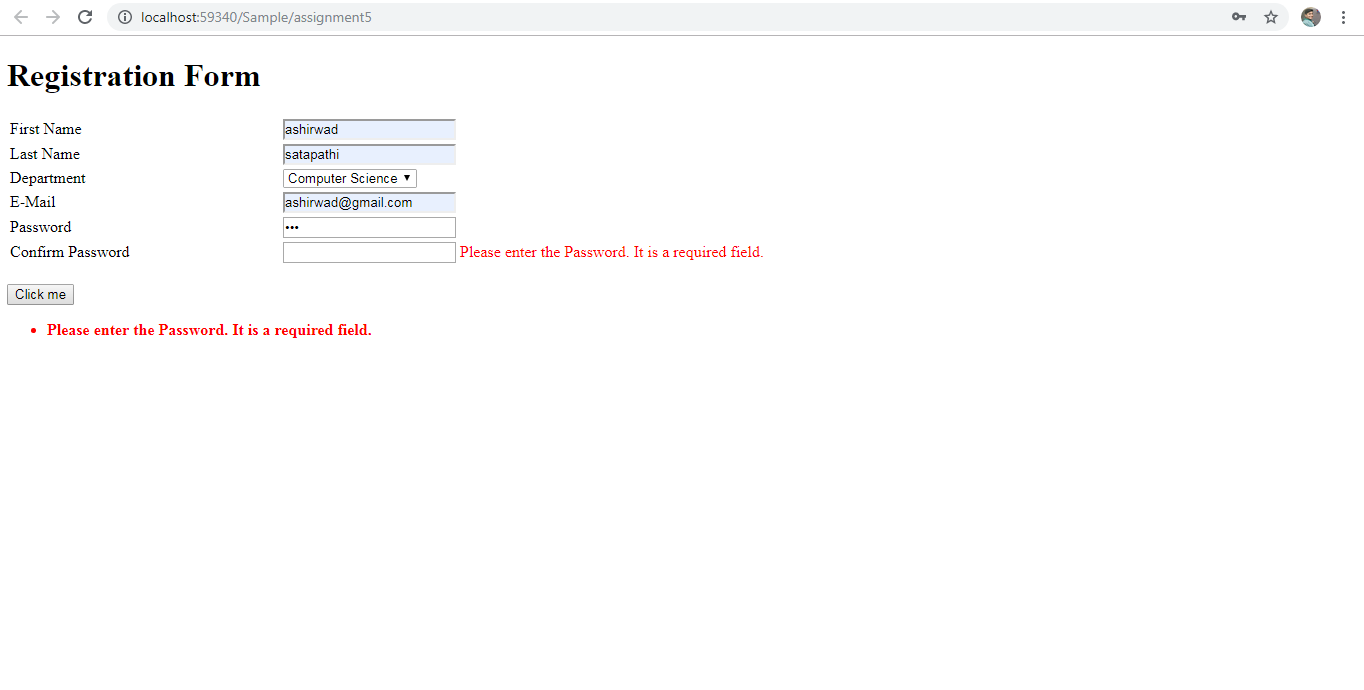 localhost:59340/Sample/assignment5
Registration Form
First Name ashirwad
Last Name satapathi
Department Computer Science
E-Mail ashirwad@gmail.com
Password •••
Confirm Password Please enter the Password. It is a required field.
Click me
• Please enter the Password. It is a required field.